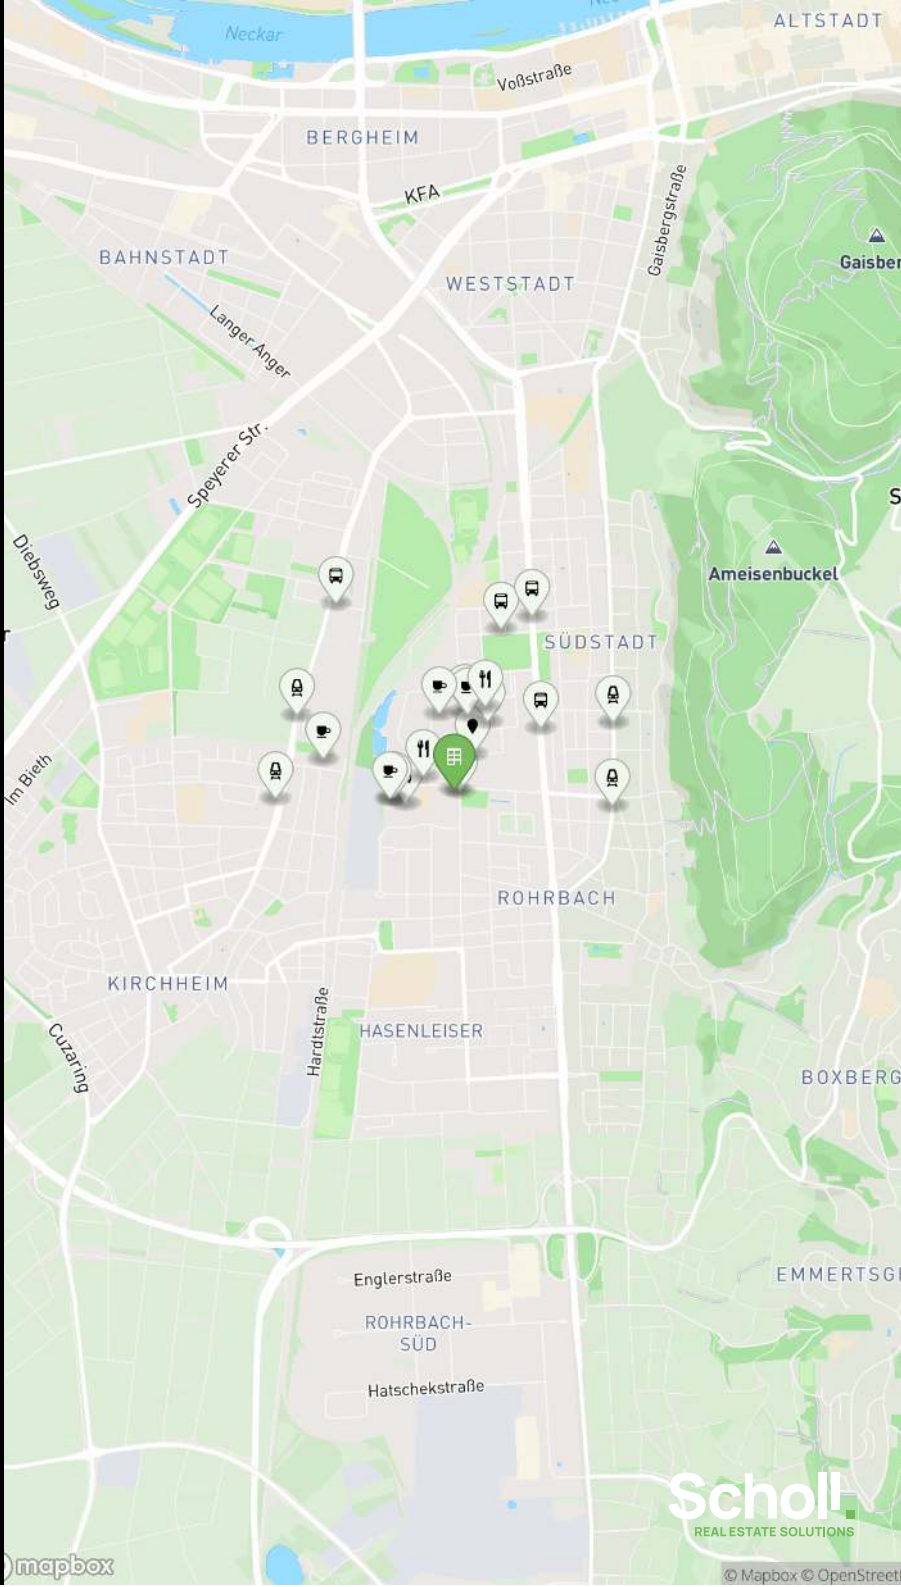 ALTSTADT
Neckar
Voßstraße
BERGHEIM
KFA
Gaisbergstraße
Gaisber
BAHNSTADT
WESTSTADT
Langer Anger
Speyerer Str.
S
Diebsweg
Ameisenbuckel
r
SÜDSTADT
Im Bieth
ROHRBACH
KIRCHHEIM
Hardtstraße
HASENLEISER
Cuzaring
BOXBERG
EMMERTSG
Englerstraße
ROHRBACH-
SÜD
Hatschekstraße
Scholl.
REAL ESTATE SOLUTIONS
mapbox
© Mapbox © OpenStreet